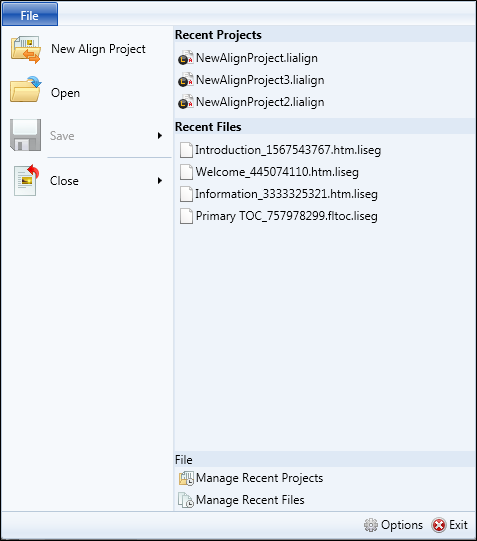 File
New Align Project
Open
Save
Close
Recent Projects
NewAlignProject.lialign
NewAlignProject3.lialign
NewAlignProject2.lialign
Recent Files
Introduction_1567543767.htm.liseg
Welcome_445074110.htm.liseg
Information_3333325321.htm.liseg
Primary TOC_757978299.fltoc.liseg
File
Manage Recent Projects
Manage Recent Files
Options Exit